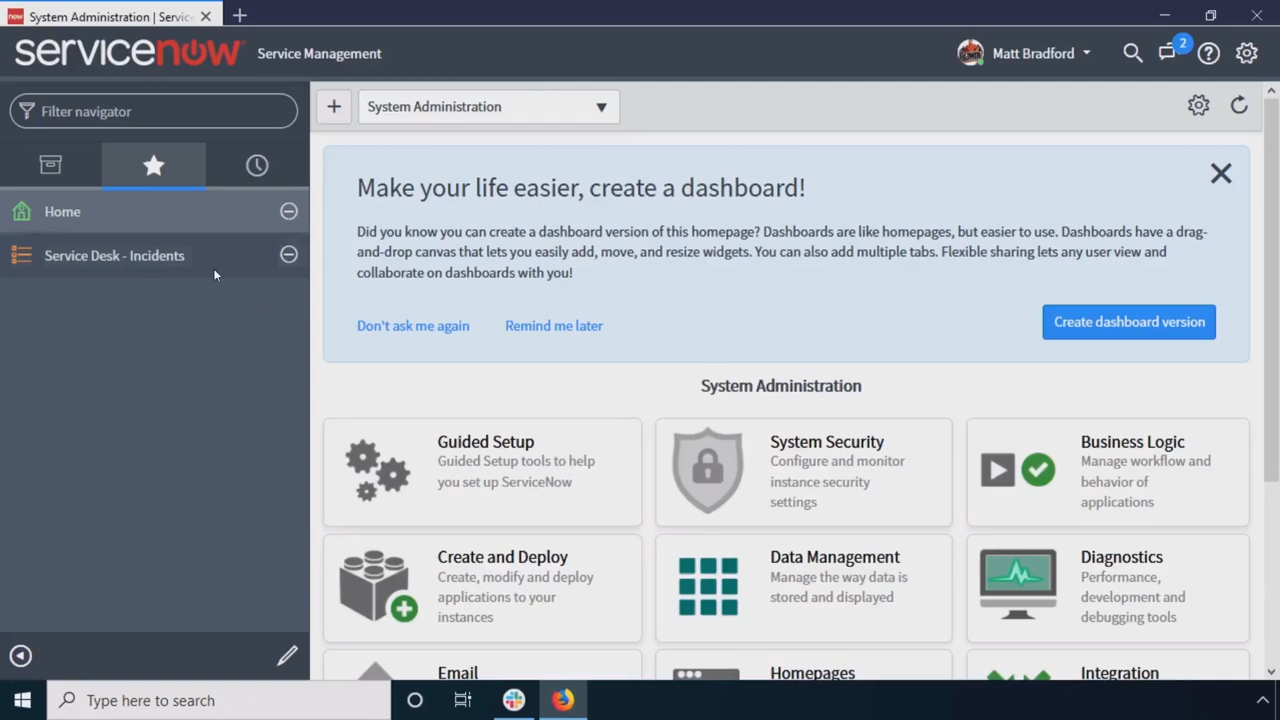 now System Administration | Servic
servicenow Service Management
Matt Bradford
2
Filter navigator
System Administration
Home
Service Desk - Incidents
Make your life easier, create a dashboard!
Did you know you can create a dashboard version of this homepage? Dashboards are like homepages, but easier to use. Dashboards have a drag-
and-drop canvas that lets you easily add, move, and resize widgets. You can also add multiple tabs. Flexible sharing lets any user view and
collaborate on dashboards with you!
Don't ask me again
Remind me later
Create dashboard version
System Administration
Guided Setup
Guided Setup tools to help
you set up ServiceNow
System Security
Configure and monitor
instance security
settings
Business Logic
Manage workflow and
behavior of
applications
Create and Deploy
Create, modify and deploy
applications to your
instances
Data Management
Manage the way data is
stored and displayed
Diagnostics
Performance,
development and
debugging tools
Email
Homepages
Integration
Type here to search